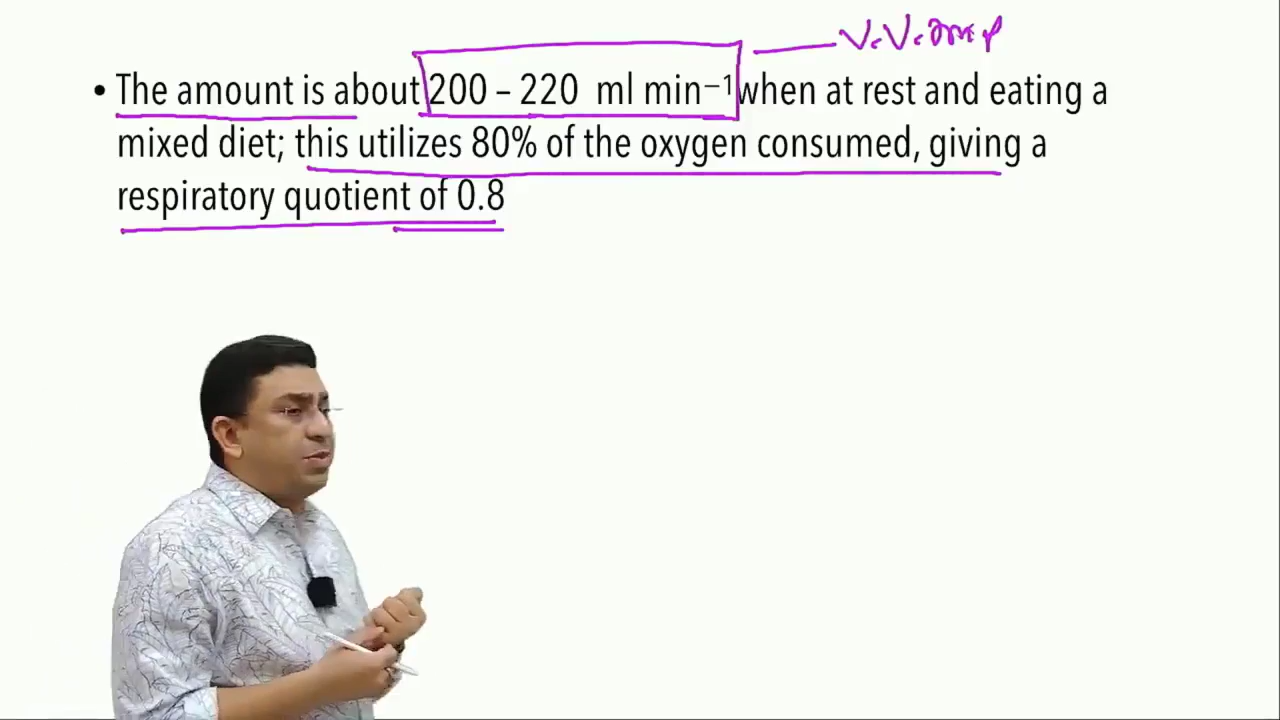 V.V. Imp
• The amount is about 200 – 220 ml min⁻¹ when at rest and eating a
mixed diet; this utilizes 80% of the oxygen consumed, giving a
respiratory quotient of 0.8